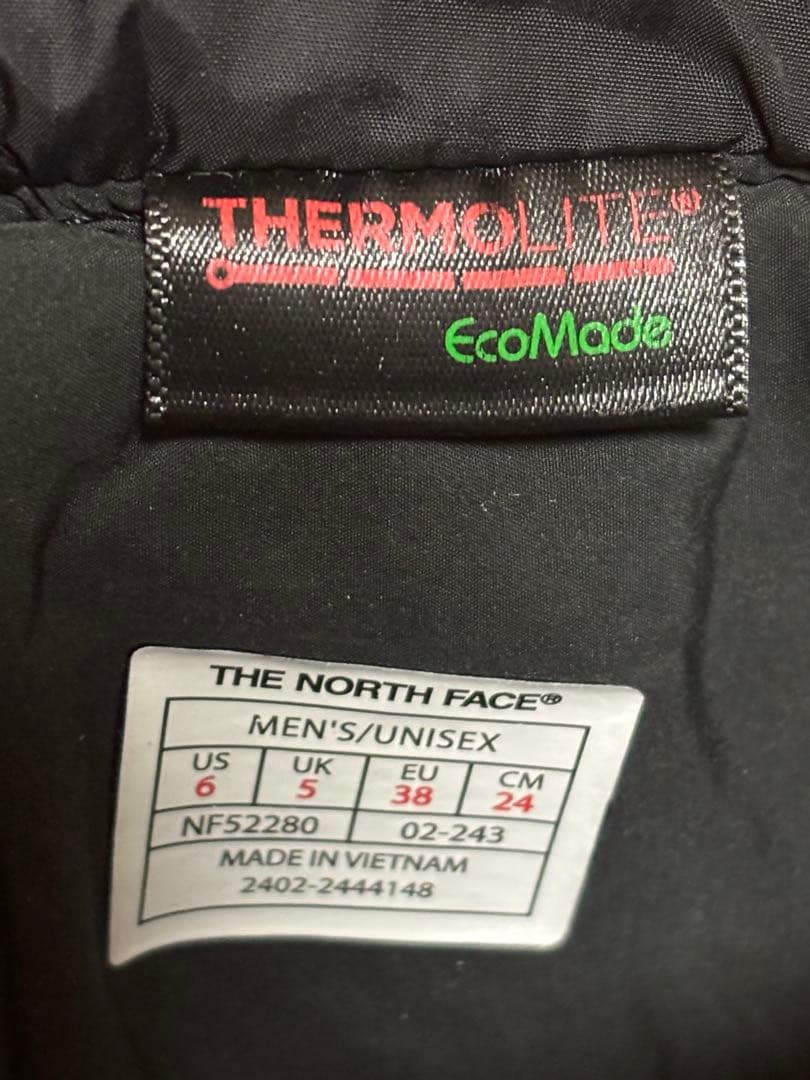 THERMOLITE®
EcoMade
THE NORTH FACE®
MEN'S/UNISEX
US UK EU CM
6 5 38 24
NF52280 02-243
MADE IN VIETNAM
2402-2444148